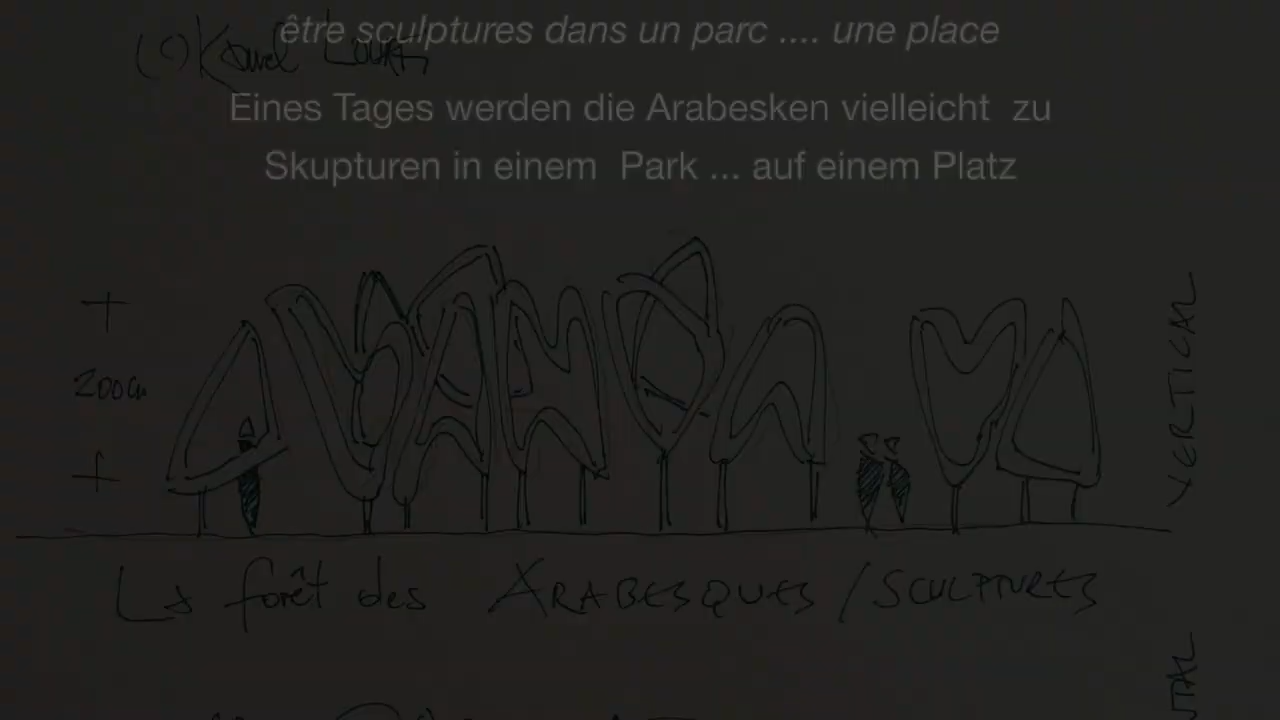 être sculptures dans un parc .... une place
(c) Karel
Eines Tages werden die Arabesken vielleicht zu
Skupturen in einem Park ... auf einem Platz
200cm
VERTICAL
La forêt des ARABESQUES / SCULPTURES